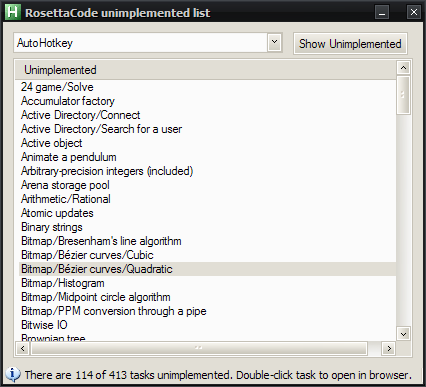 RosettaCode unimplemented list
AutoHotkey
Show Unimplemented
Unimplemented
24 game/Solve
Accumulator factory
Active Directory/Connect
Active Directory/Search for a user
Active object
Animate a pendulum
Arbitrary-precision integers (included)
Arena storage pool
Arithmetic/Rational
Atomic updates
Binary strings
Bitmap/Bresenham's line algorithm
Bitmap/Bézier curves/Cubic
Bitmap/Bézier curves/Quadratic
Bitmap/Histogram
Bitmap/Midpoint circle algorithm
Bitmap/PPM conversion through a pipe
Bitwise IO
Brownian tree
There are 114 of 413 tasks unimplemented. Double-click task to open in browser.